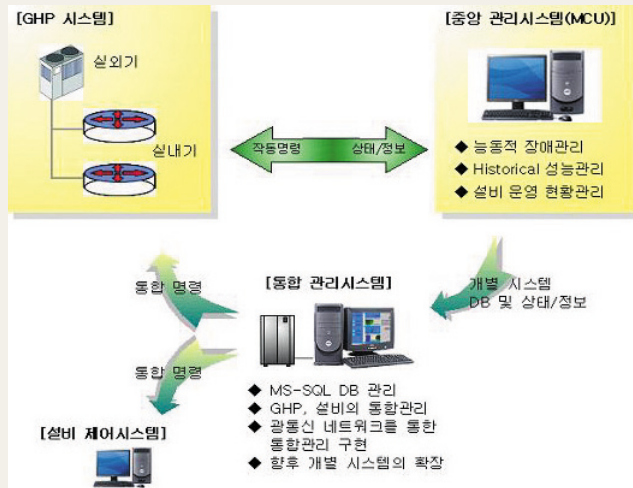 [GHP 시스템]
실외기
실내기
[중앙 관리시스템(MCU)]
◆ 능동적 장애관리
◆ Historical 성능관리
◆ 설비 운영 현황관리
작동명령
상태/정보
통합 명령
[통합 관리시스템]
개별 시스템
DB 및 상태/정보
통합 명령
◆ MS-SQL DB 관리
◆ GHP, 설비의 통합관리
◆ 광통신 네트워크를 통한
통합관리 구현
◆ 향후 개별 시스템의 확장
[설비 제어시스템]